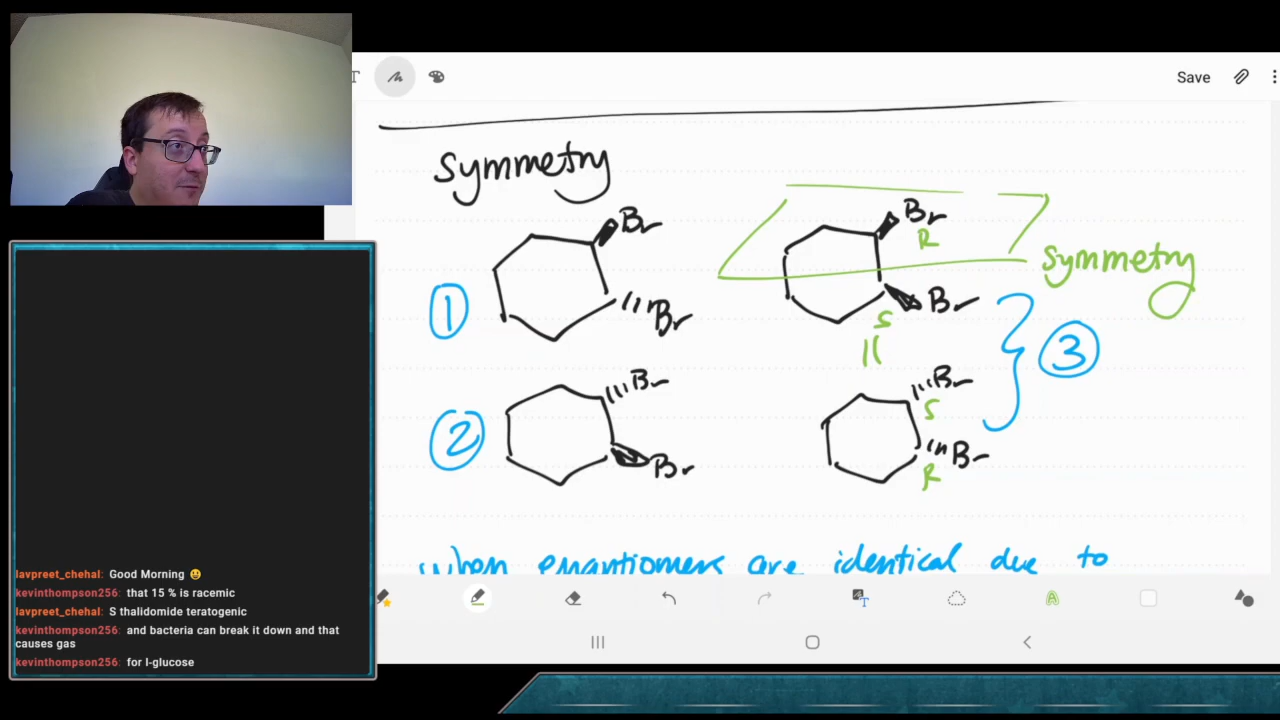 T
Save
Symmetry
Br
Br
1
Br
R
Br
S
symmetry
3
Br
Br
2
Br
S
Br
R
When enantiomers are identical due to
lavpreet_chehal: Good Morning 😃
kevinthompson256: that 15 % is racemic
lavpreet_chehal: S thalidomide teratogenic
kevinthompson256: and bacteria can break it down and that
causes gas
kevinthompson256: for l-glucose